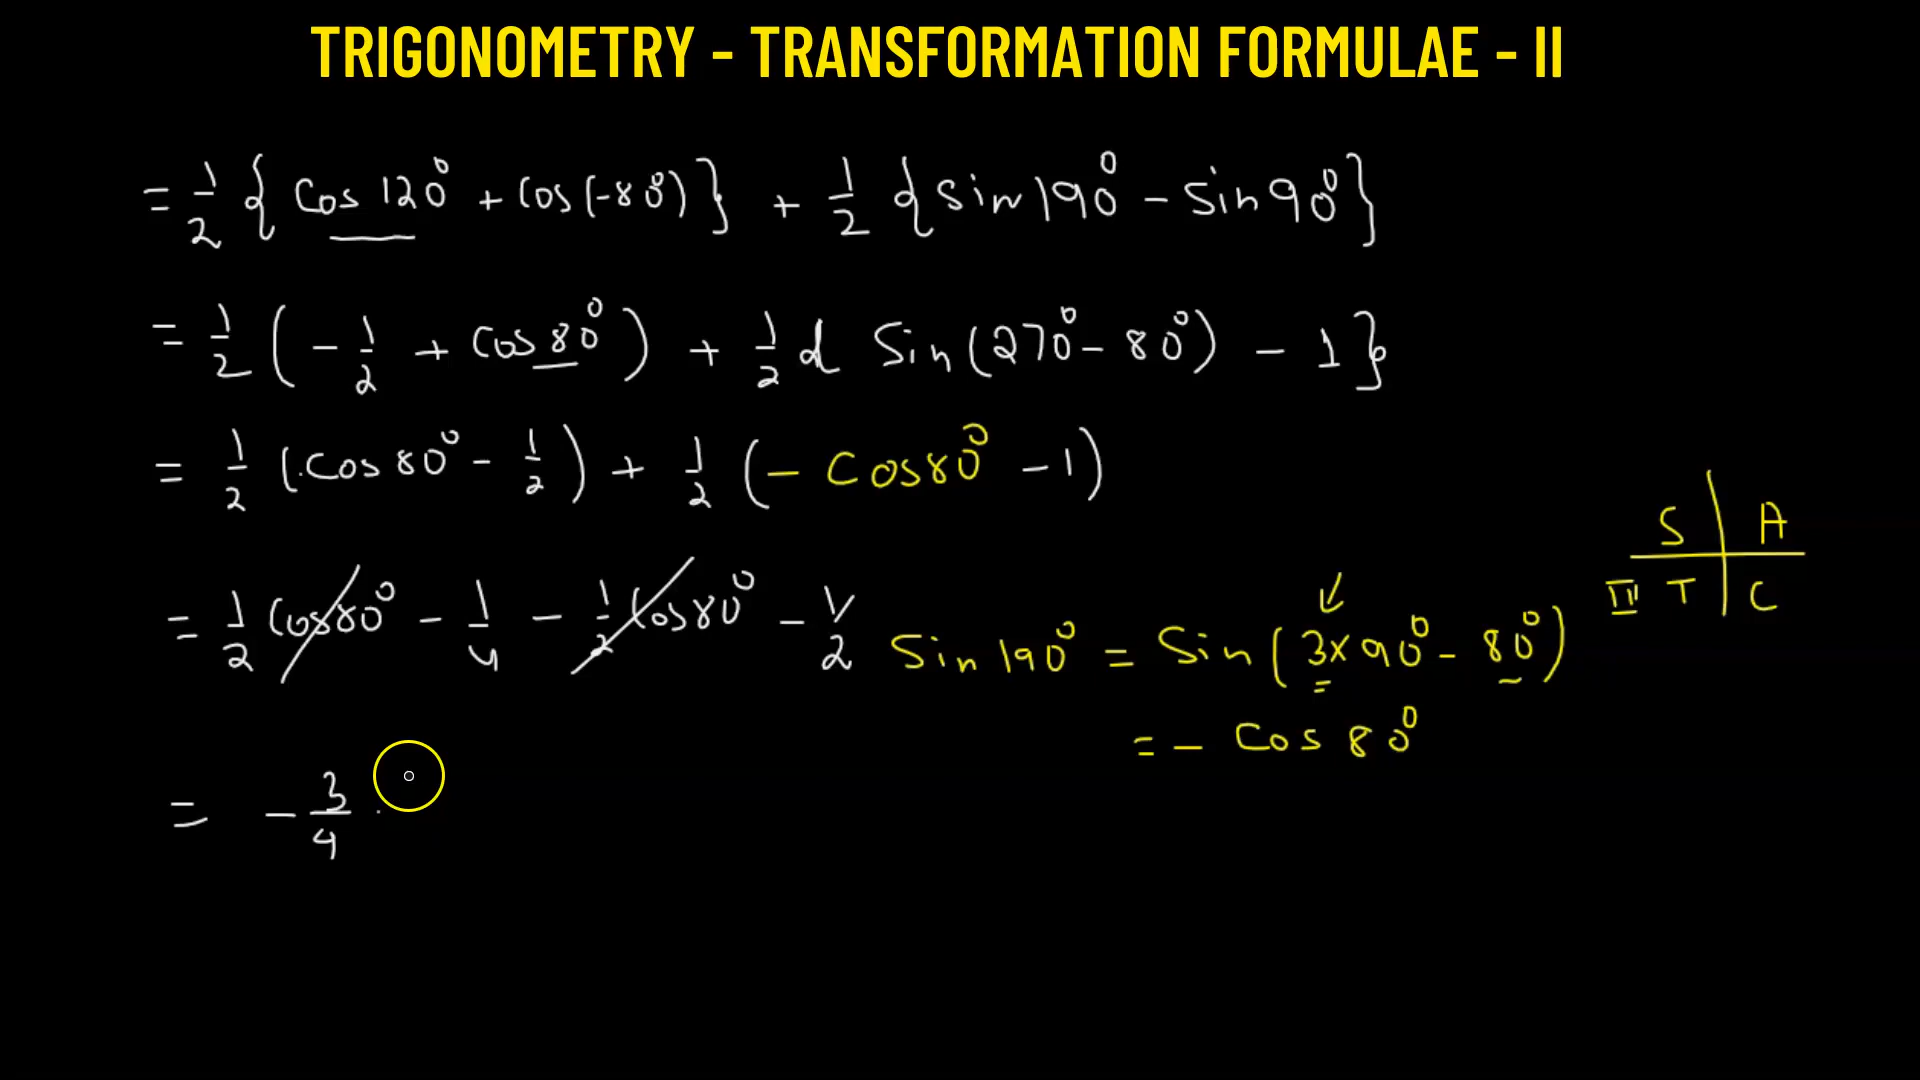 TRIGONOMETRY - TRANSFORMATION FORMULAE - II
= 1/2 { Cos 120° + Cos (-80°) } + 1/2 { Sin 190° - Sin 90° }
= 1/2 ( - 1/2 + Cos 80° ) + 1/2 { Sin (270° - 80°) - 1 }
= 1/2 ( Cos 80° - 1/2 ) + 1/2 ( - Cos 80° - 1 )
S A
III T C
= 1/2 Cos 80° - 1/4 - 1/2 Cos 80° - 1/2
Sin 190° = Sin ( 3 x 90° - 80° )
= - Cos 80°
= - 3/4